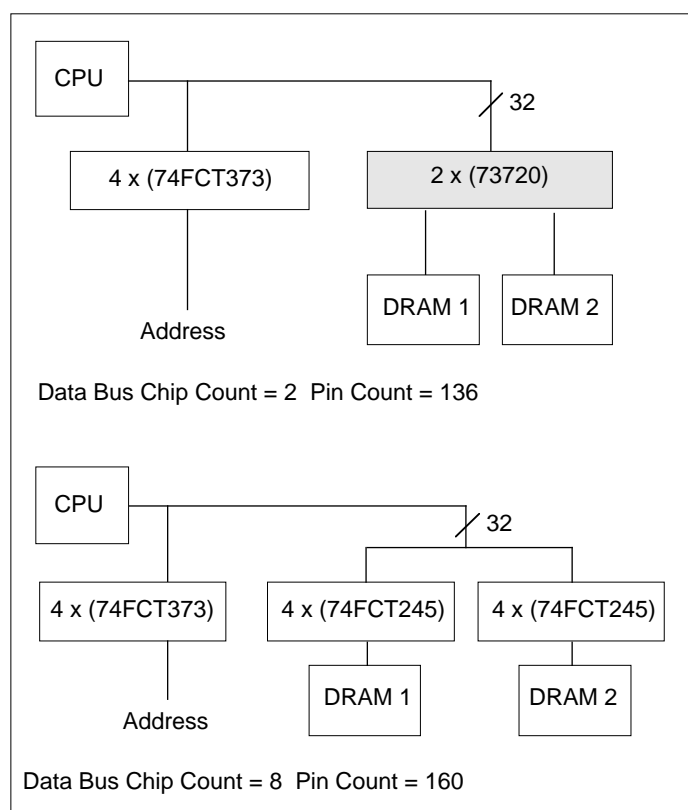 CPU
32
4 x (74FCT373)
2 x (73720)
DRAM 1
DRAM 2
Address
Data Bus Chip Count = 2  Pin Count = 136
CPU
32
4 x (74FCT373)
4 x (74FCT245)
4 x (74FCT245)
DRAM 1
DRAM 2
Address
Data Bus Chip Count = 8  Pin Count = 160